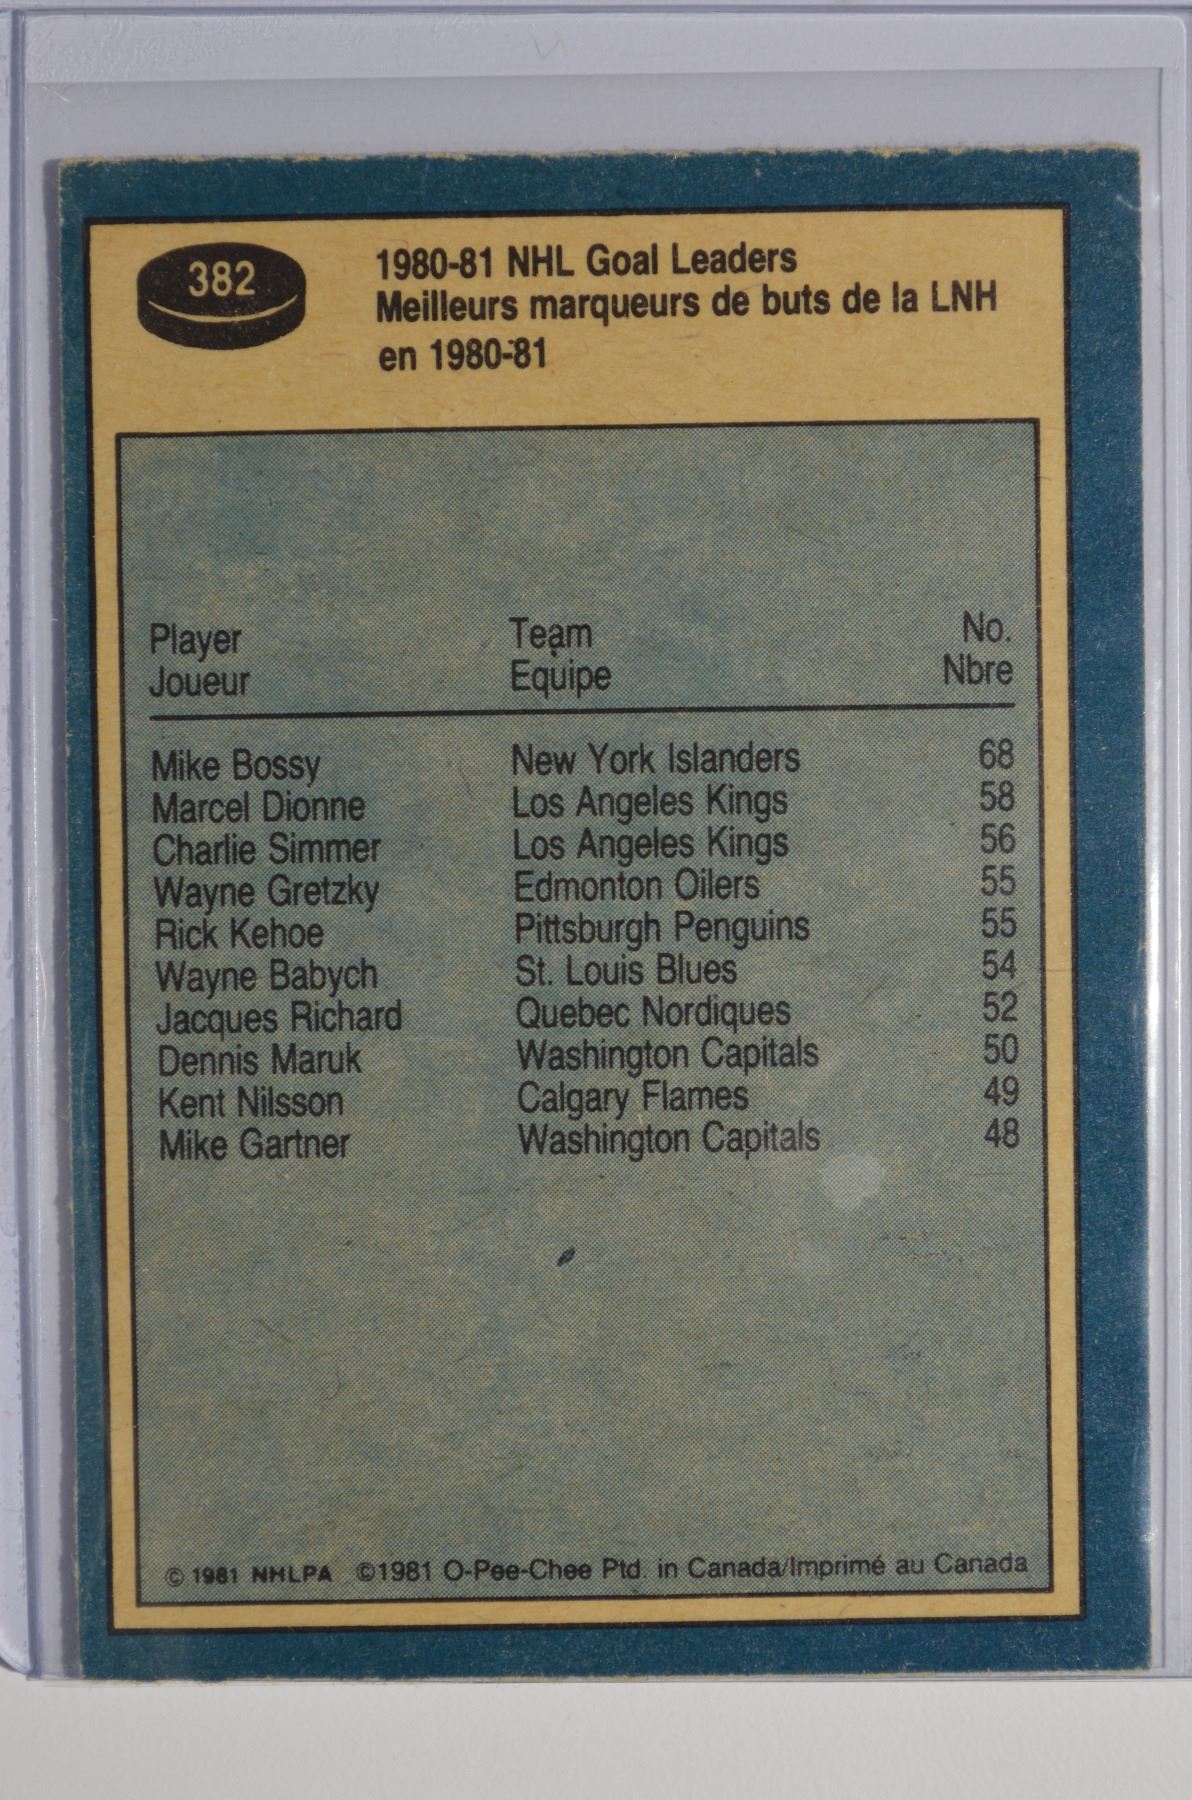 382
1980-81 NHL Goal Leaders
Meilleurs marqueurs de buts de la LNH
en 1980-81
Player Team No.
Joueur Equipe Nbre
Mike Bossy New York Islanders 68
Marcel Dionne Los Angeles Kings 58
Charlie Simmer Los Angeles Kings 56
Wayne Gretzky Edmonton Oilers 55
Rick Kehoe Pittsburgh Penguins 55
Wayne Babych St. Louis Blues 54
Jacques Richard Quebec Nordiques 52
Dennis Maruk Washington Capitals 50
Kent Nilsson Calgary Flames 49
Mike Gartner Washington Capitals 48
© 1981 NHLPA ©1981 O-Pee-Chee Ptd. in Canada/Imprimé au Canada